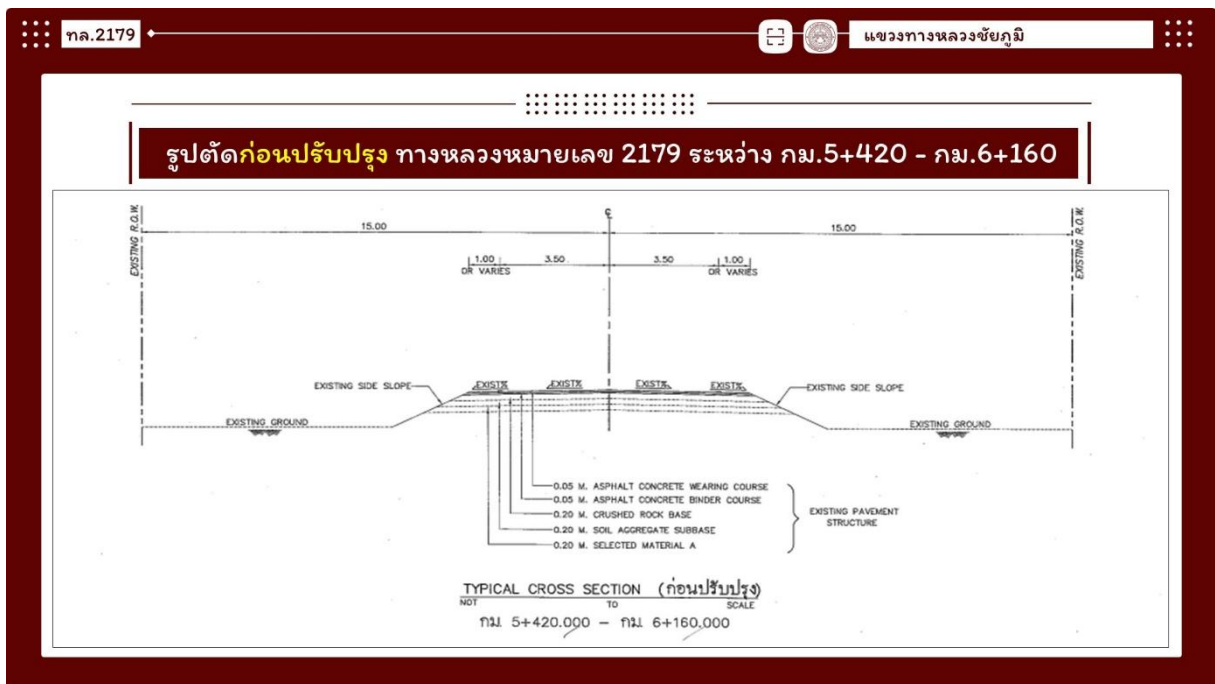 ทล.2179
แขวงทางหลวงชัยภูมิ
รูปตัดก่อนปรับปรุง ทางหลวงหมายเลข 2179 ระหว่าง กม.5+420 - กม.6+160
EXISTING R.O.W.
15.00
℄
15.00
EXISTING R.O.W.
1.00
3.50
3.50
1.00
OR VARIES
OR VARIES
EXISTING SIDE SLOPE
EXIST%
EXIST%
EXIST%
EXIST%
EXISTING SIDE SLOPE
EXISTING GROUND
EXISTING GROUND
0.05 M. ASPHALT CONCRETE WEARING COURSE
0.05 M. ASPHALT CONCRETE BINDER COURSE
0.20 M. CRUSHED ROCK BASE
0.20 M. SOIL AGGREGATE SUBBASE
0.20 M. SELECTED MATERIAL A
EXISTING PAVEMENT
STRUCTURE
TYPICAL CROSS SECTION (ก่อนปรับปรุง)
NOT TO SCALE
กม. 5+420.000 – กม. 6+160.000